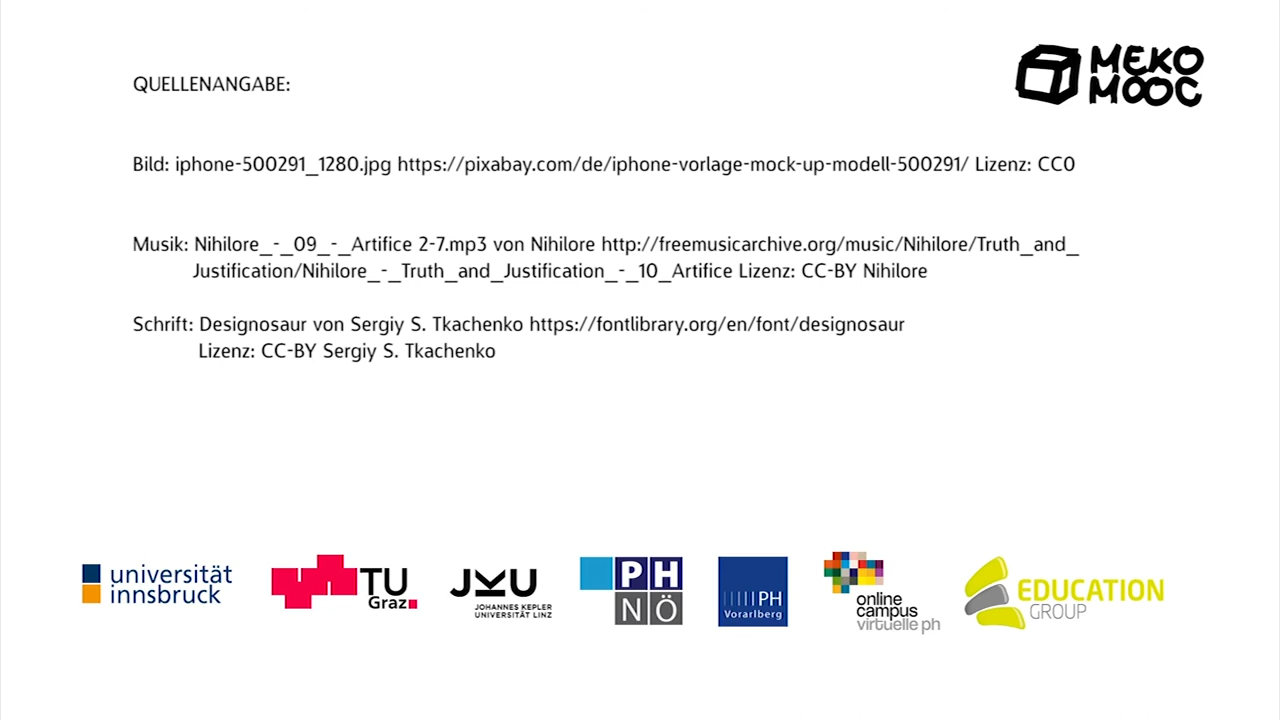 MEKO
MOOC
QUELLENANGABE:
Bild: iphone-500291_1280.jpg https://pixabay.com/de/iphone-vorlage-mock-up-modell-500291/ Lizenz: CC0
Musik: Nihilore_-_09_-_Artifice 2-7.mp3 von Nihilore http://freemusicarchive.org/music/Nihilore/Truth_and_
Justification/Nihilore_-_Truth_and_Justification_-_10_Artifice Lizenz: CC-BY Nihilore
Schrift: Designosaur von Sergiy S. Tkachenko https://fontlibrary.org/en/font/designosaur
Lizenz: CC-BY Sergiy S. Tkachenko
universität
innsbruck
TU
Graz
JKU
JOHANNES KEPLER
UNIVERSITÄT LINZ
PH
NÖ
PH
Vorarlberg
online
campus
virtuelle ph
EDUCATION
GROUP